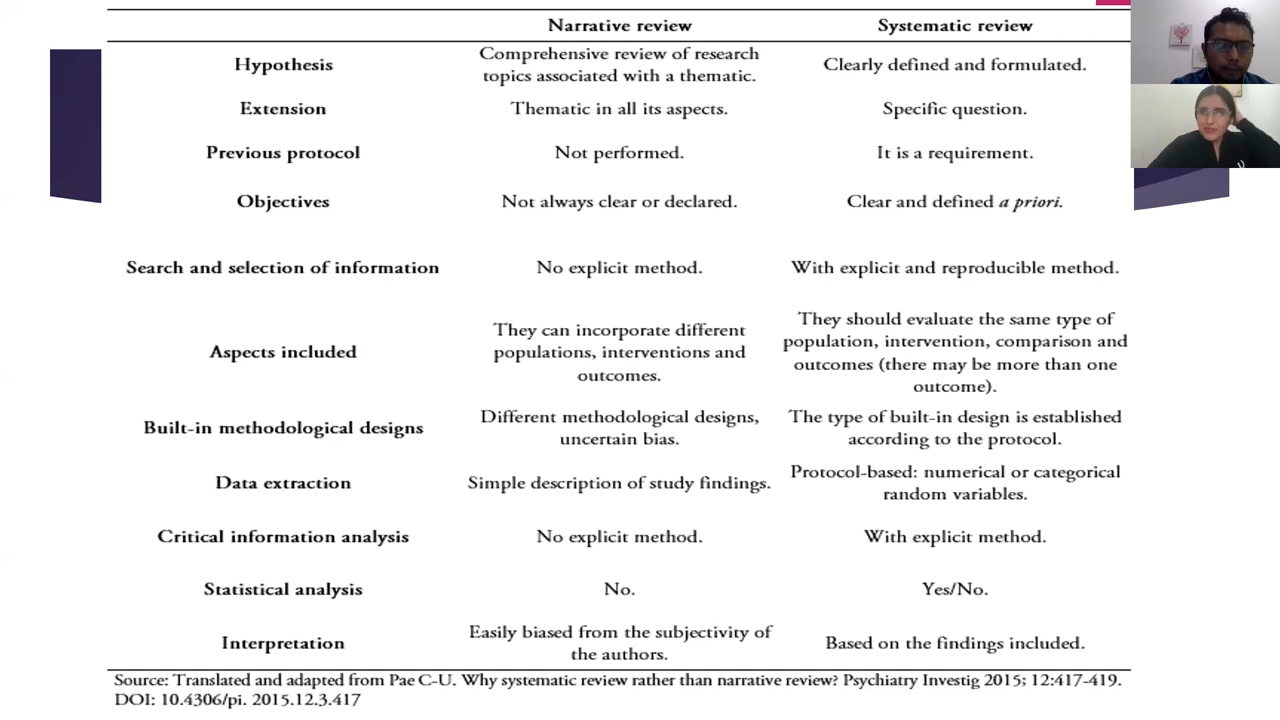 Narrative review Systematic review
Hypothesis Comprehensive review of research topics associated with a thematic. Clearly defined and formulated.
Extension Thematic in all its aspects. Specific question.
Previous protocol Not performed. It is a requirement.
Objectives Not always clear or declared. Clear and defined a priori.
Search and selection of information No explicit method. With explicit and reproducible method.
Aspects included They can incorporate different populations, interventions and outcomes. They should evaluate the same type of population, intervention, comparison and outcomes (there may be more than one outcome).
Built-in methodological designs Different methodological designs, uncertain bias. The type of built-in design is established according to the protocol.
Data extraction Simple description of study findings. Protocol-based: numerical or categorical random variables.
Critical information analysis No explicit method. With explicit method.
Statistical analysis No. Yes/No.
Interpretation Easily biased from the subjectivity of the authors. Based on the findings included.
Source: Translated and adapted from Pae C-U. Why systematic review rather than narrative review? Psychiatry Investig 2015; 12:417-419.
DOI: 10.4306/pi. 2015.12.3.417